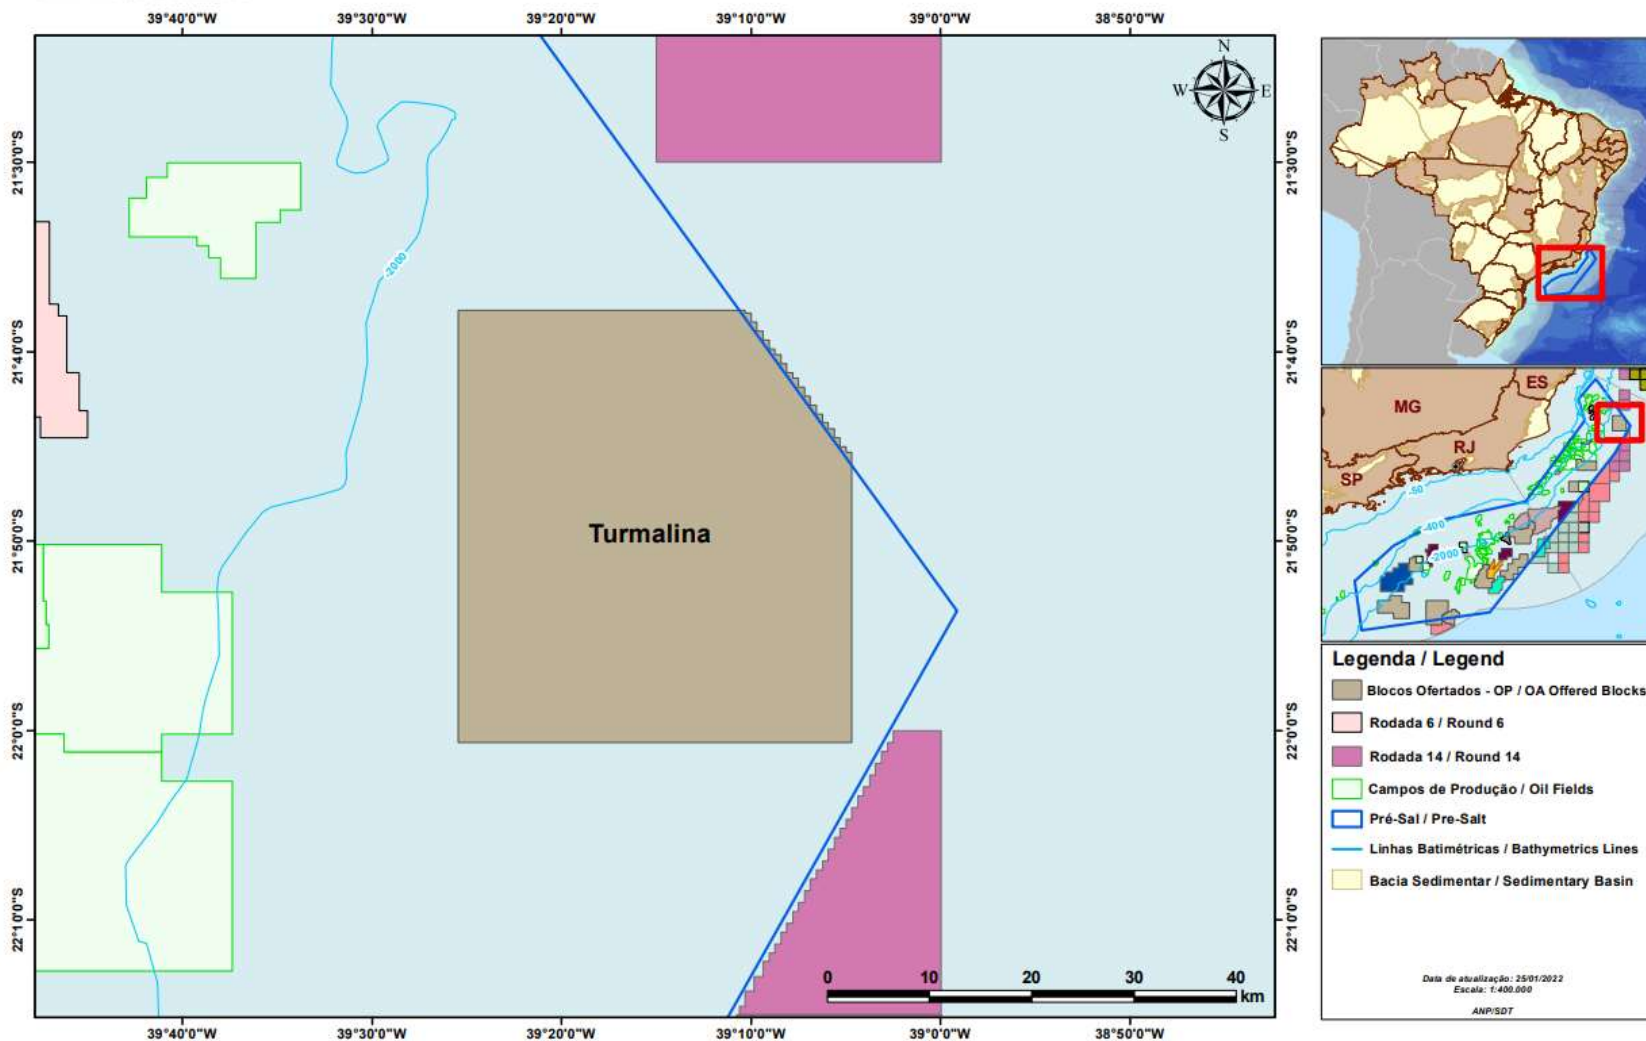 39°40'0"W 39°30'0"W 39°20'0"W 39°10'0"W 39°0'0"W 38°50'0"W
N
W E
S
21°30'0"S 21°30'0"S
-2000
21°40'0"S 21°40'0"S
Turmalina
21°50'0"S 21°50'0"S
22°0'0"S 22°0'0"S
22°10'0"S 22°10'0"S
0 10 20 30 40
km
39°40'0"W 39°30'0"W 39°20'0"W 39°10'0"W 39°0'0"W 38°50'0"W
ES
MG
RJ
SP
-50
-400
-2000
Legenda / Legend
Blocos Ofertados - OP / OA Offered Blocks
Rodada 6 / Round 6
Rodada 14 / Round 14
Campos de Produção / Oil Fields
Pré-Sal / Pre-Salt
Linhas Batimétricas / Bathymetrics Lines
Bacia Sedimentar / Sedimentary Basin
Data de atualização: 25/01/2022
Escala: 1:400.000
ANP/SDT